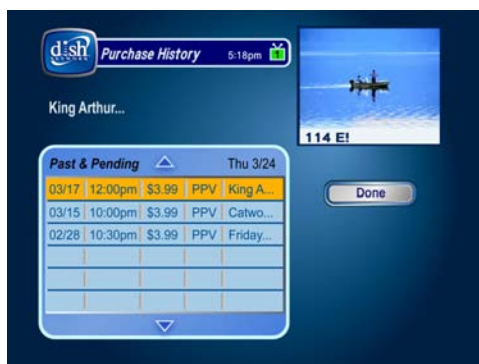 dish
NETWORK
Purchase History 5:18pm 1
King Arthur...
114 E!
Past & Pending Thu 3/24
03/17 12:00pm $3.99 PPV King A...
Done
03/15 10:00pm $3.99 PPV Catwo...
02/28 10:30pm $3.99 PPV Friday...